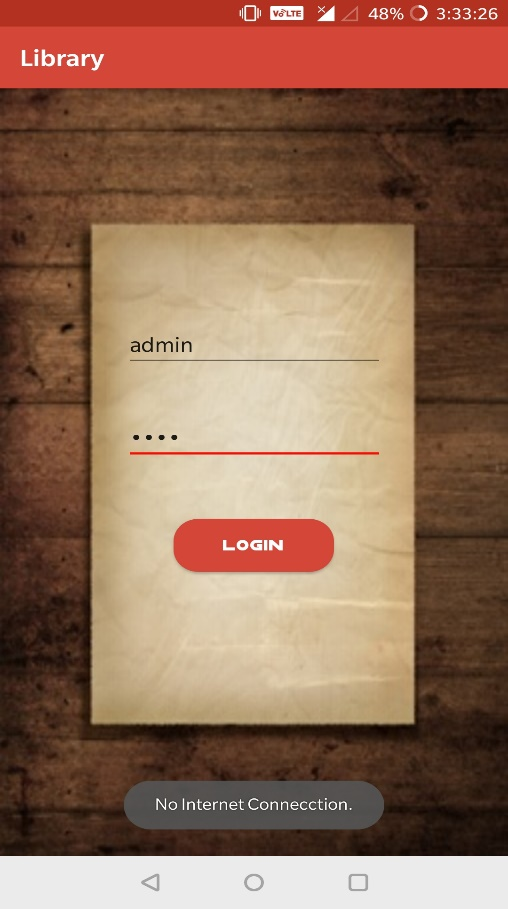 VoLTE 48% 3:33:26
Library
admin
••••
LOGIN
No Internet Connecction.